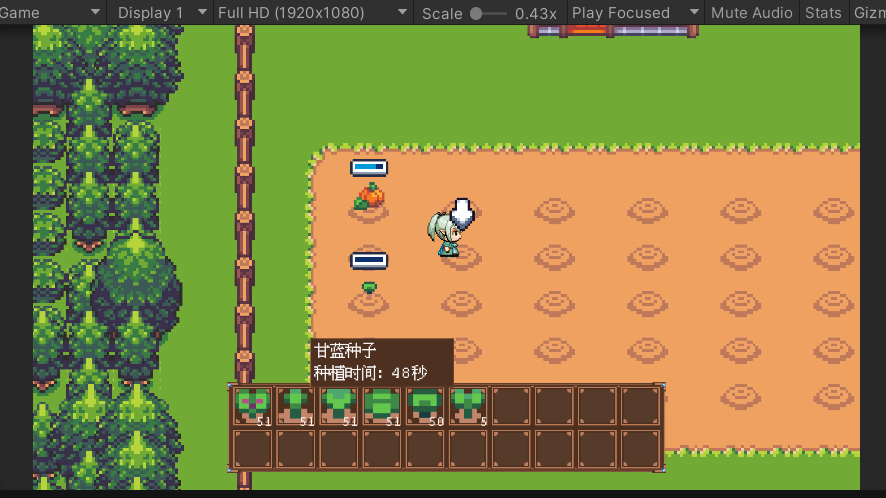 Game Display 1 Full HD (1920x1080) Scale 0.43x Play Focused Mute Audio Stats Gizm
甘蓝种子
种植时间: 48秒
51 51 51 51 50 5